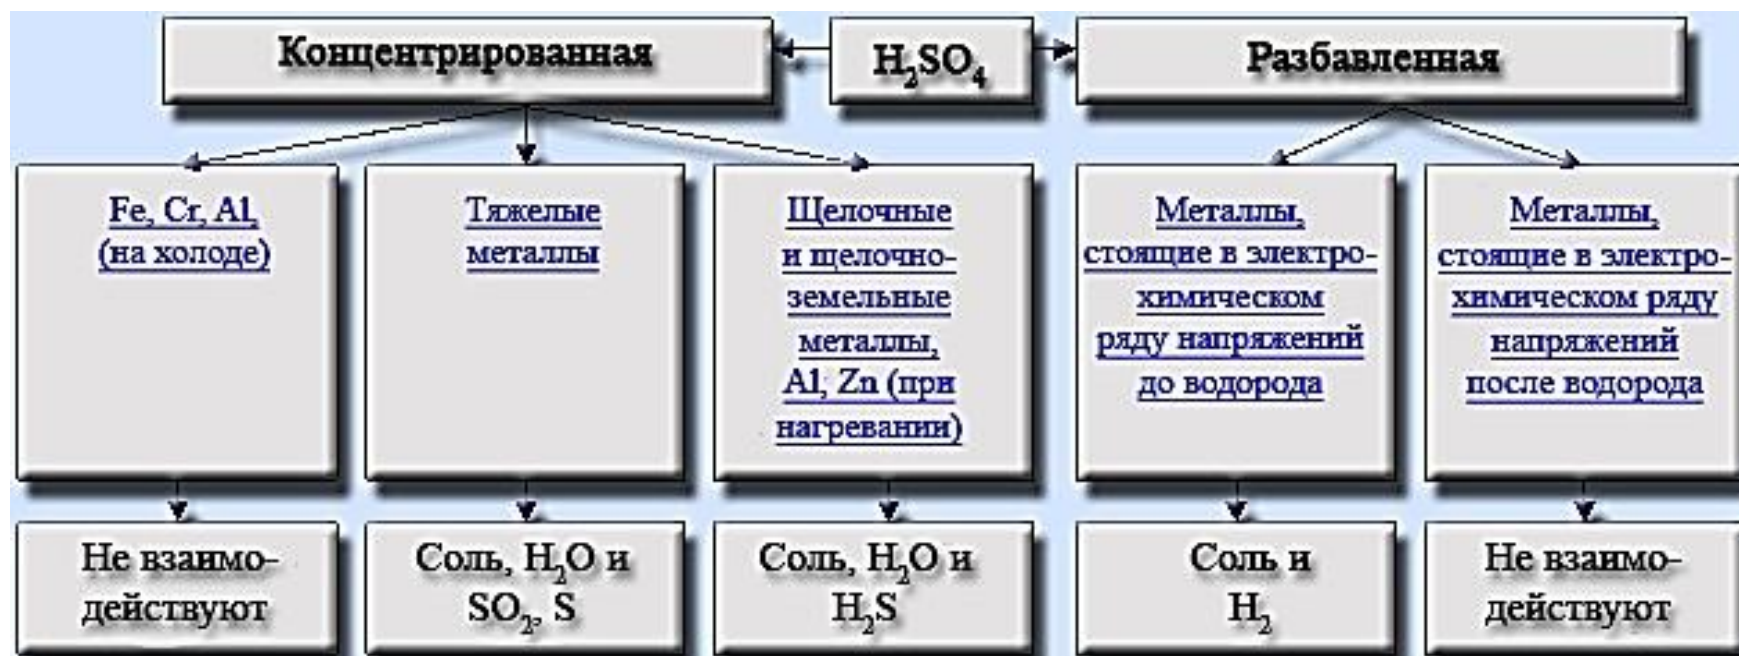 Концентрированная
H₂SO₄
Разбавленная
Fe, Cr, Al,
(на холоде)
Тяжелые
металлы
Щелочные
и щелочно-
земельные
металлы,
Al, Zn (при
нагревании)
Металлы,
стоящие в электро-
химическом
ряду напряжений
до водорода
Металлы,
стоящие в электро-
химическом ряду
напряжений
после водорода
Не взаимо-
действуют
Соль, H₂O и
SO₂, S
Соль, H₂O и
H₂S
Соль и
H₂
Не взаимо-
действуют